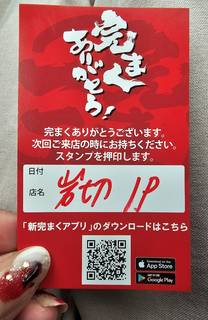 完まく
ありがとう!
完まくありがとうございます。
次回ご来店の時にお持ちください。
スタンプを押印します。
日付
店名
岩切 1P
「新完まくアプリ」のダウンロードはこちら
Download on the
App Store
GET IT ON
Google Play